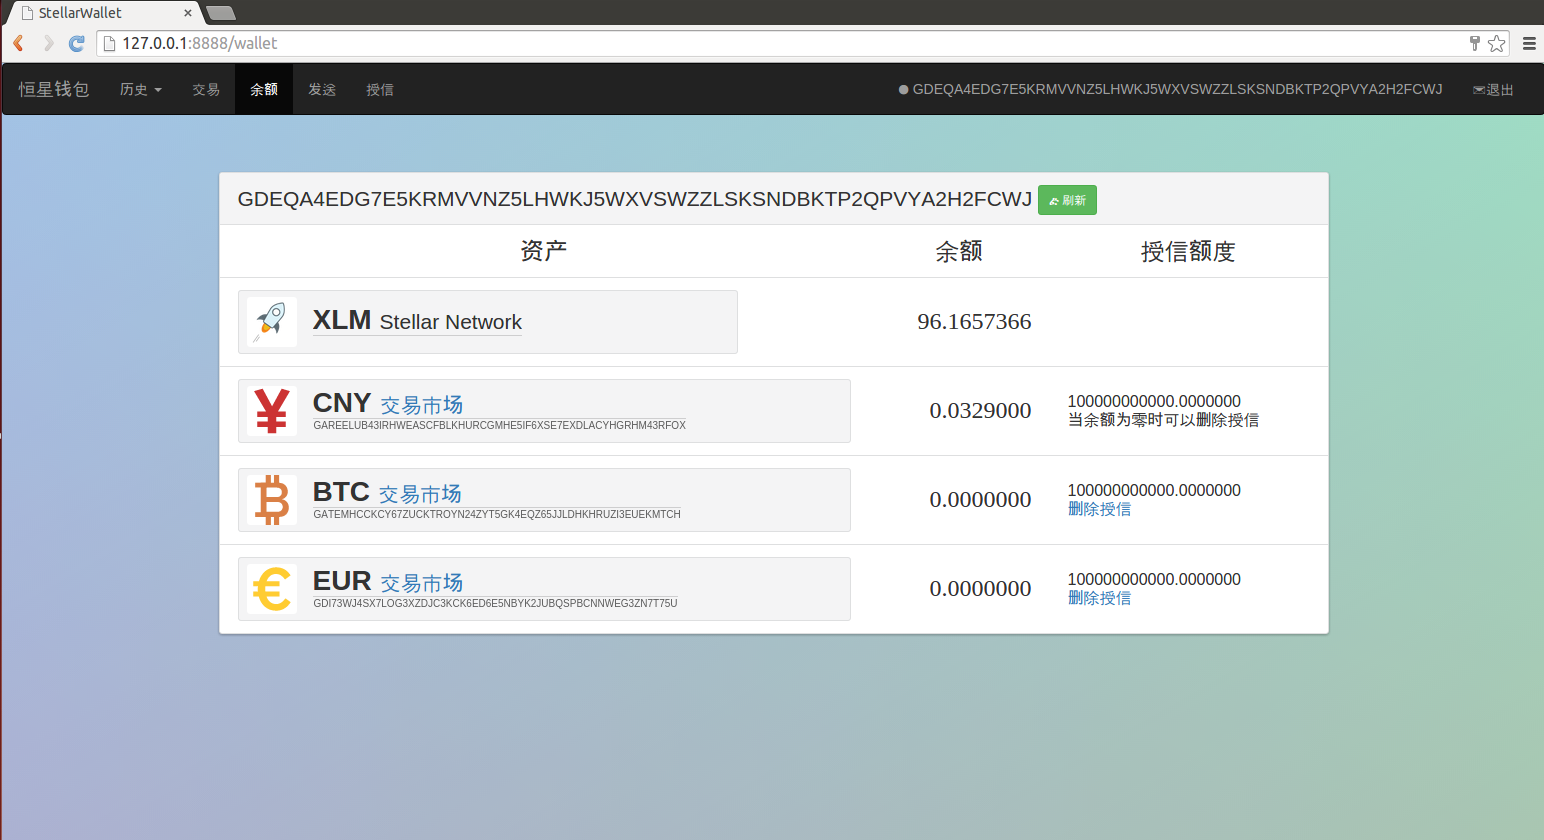 StellarWallet
127.0.0.1:8888/wallet
恒星钱包 历史 交易 余额 发送 授信 GDEQA4EDG7E5KRMVVNZ5LHWKJ5WXVSWZZLSKSNDBKTP2QPVYA2H2FCWJ 退出
GDEQA4EDG7E5KRMVVNZ5LHWKJ5WXVSWZZLSKSNDBKTP2QPVYA2H2FCWJ 刷新
资产 余额 授信额度
XLM Stellar Network 96.1657366
CNY 交易市场
GAREELUB43IRHWEASCFBLKHURCGMHE5IF6XSE7EXDLACYHGRHM43RFOX
0.0329000
100000000000.0000000
当余额为零时可以删除授信
BTC 交易市场
GATEMHCCKCY67ZUCKTROYN24ZYT5GK4EQZ65JJLDHKHRUZI3EUEKMTCH
0.0000000
100000000000.0000000
删除授信
EUR 交易市场
GDI73WJ4SX7LOG3XZDJC3KCK6ED6E5NBYK2JUBQSPBCNNWEG3ZN7T75U
0.0000000
100000000000.0000000
删除授信